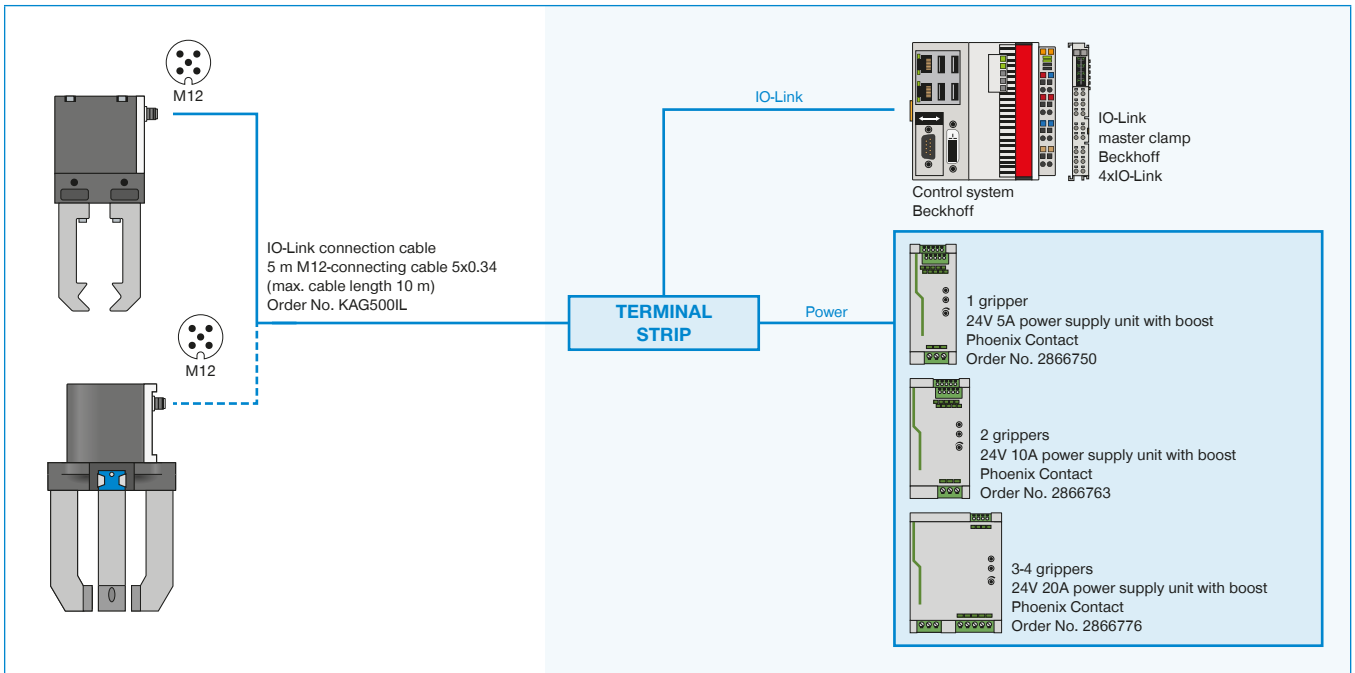 M12
IO-Link connection cable
5 m M12-connecting cable 5x0.34
(max. cable length 10 m)
Order No. KAG500IL
M12
TERMINAL
STRIP
IO-Link
Power
Control system
Beckhoff
IO-Link
master clamp
Beckhoff
4xIO-Link
1 gripper
24V 5A power supply unit with boost
Phoenix Contact
Order No. 2866750
2 grippers
24V 10A power supply unit with boost
Phoenix Contact
Order No. 2866763
3-4 grippers
24V 20A power supply unit with boost
Phoenix Contact
Order No. 2866776